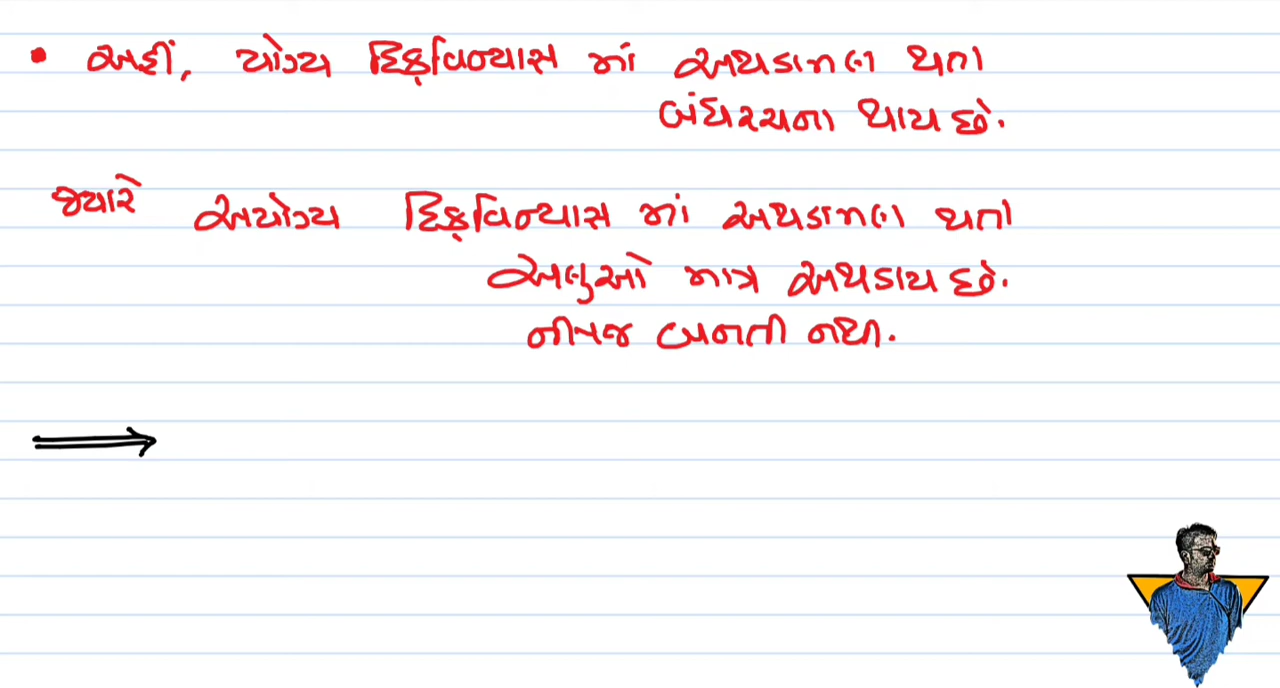 • અહીં, યોગ્ય દિક્વિન્યાસ માં અથડામણ થતા
બંધરચના થાય છે.
જ્યારે અયોગ્ય દિક્વિન્યાસ માં અથડામણ થતા
અણુઓ માત્ર અથડાય છે.
નીપજ બનતી નથી.